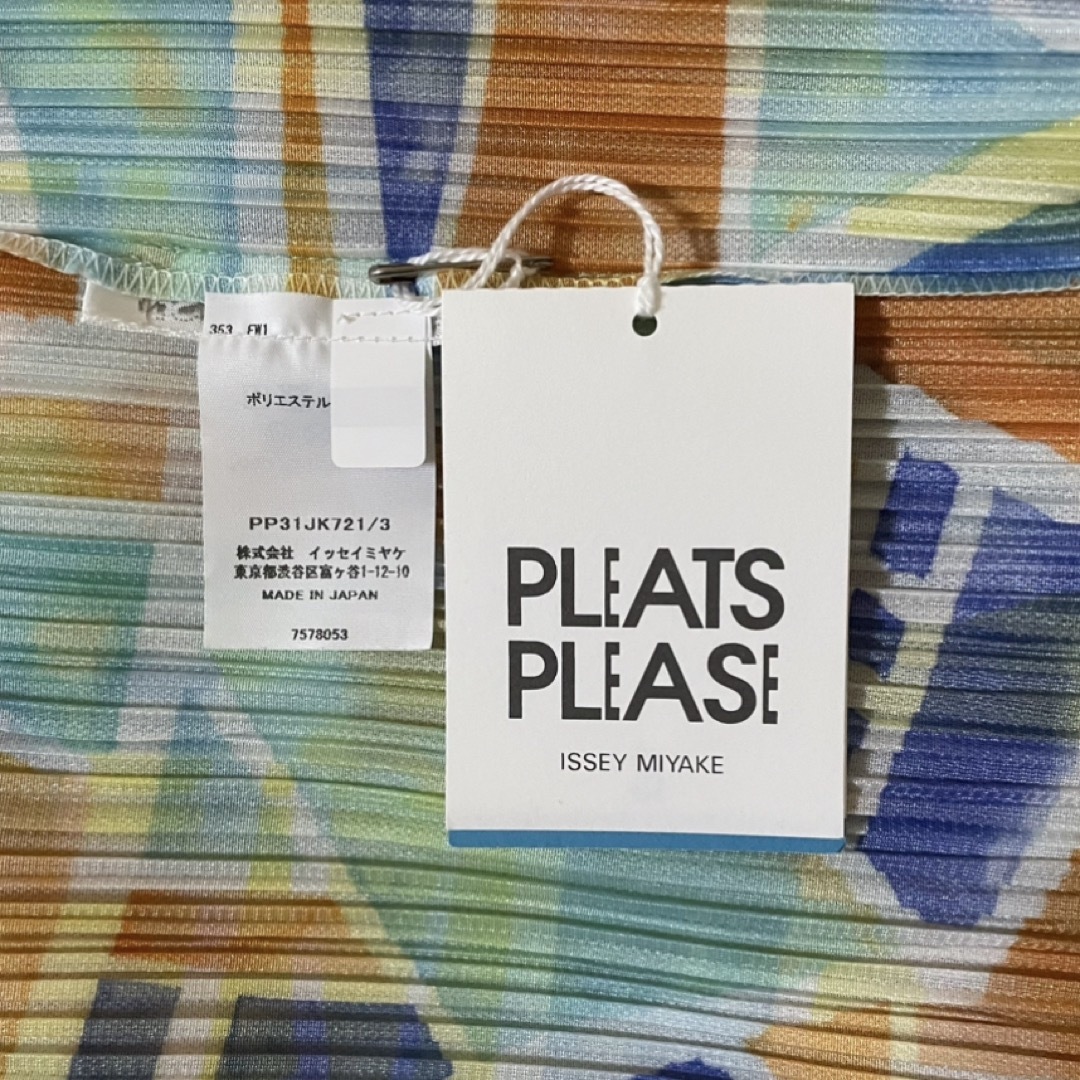 353 FW1
ポリエステル
PP31JK721/3
株式会社 イッセイミヤケ
東京都渋谷区富ヶ谷1-12-10
MADE IN JAPAN
7578053
PLEATS
PLEASE
ISSEY MIYAKE